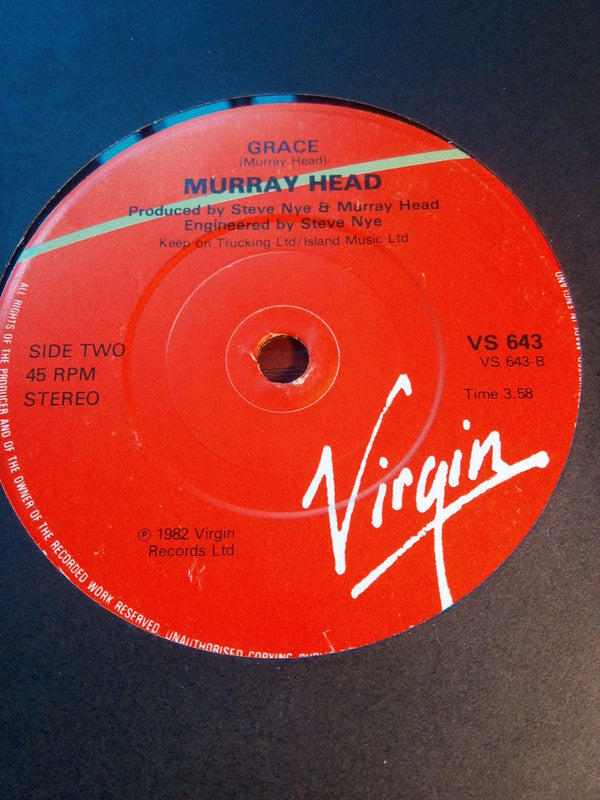 GRACE
(Murray Head)
MURRAY HEAD
Produced by Steve Nye & Murray Head
Engineered by Steve Nye
Keep on Trucking Ltd/Island Music Ltd
SIDE TWO
45 RPM
STEREO
VS 643
VS 643-B
Time 3.58
Virgin
℗ 1982 Virgin
Records Ltd
ALL RIGHTS OF THE PRODUCER AND OF THE OWNER OF THE RECORDED WORK RESERVED. UNAUTHORISED COPYING
MADE IN ENGLAND